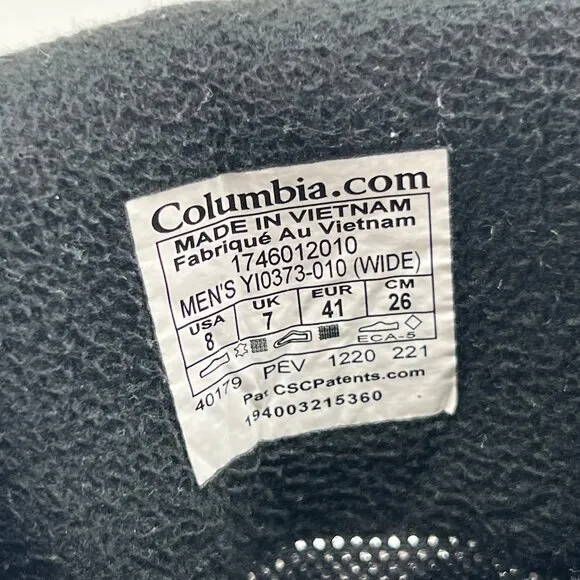 Columbia.com
MADE IN VIETNAM
Fabriqué Au Vietnam
1746012010
MEN'S YI0373-010 (WIDE)
USA UK EUR CM
8 7 41 26
ECA-5
40179 PEV 1220 221
Pat CSCPatents.com
194003215360